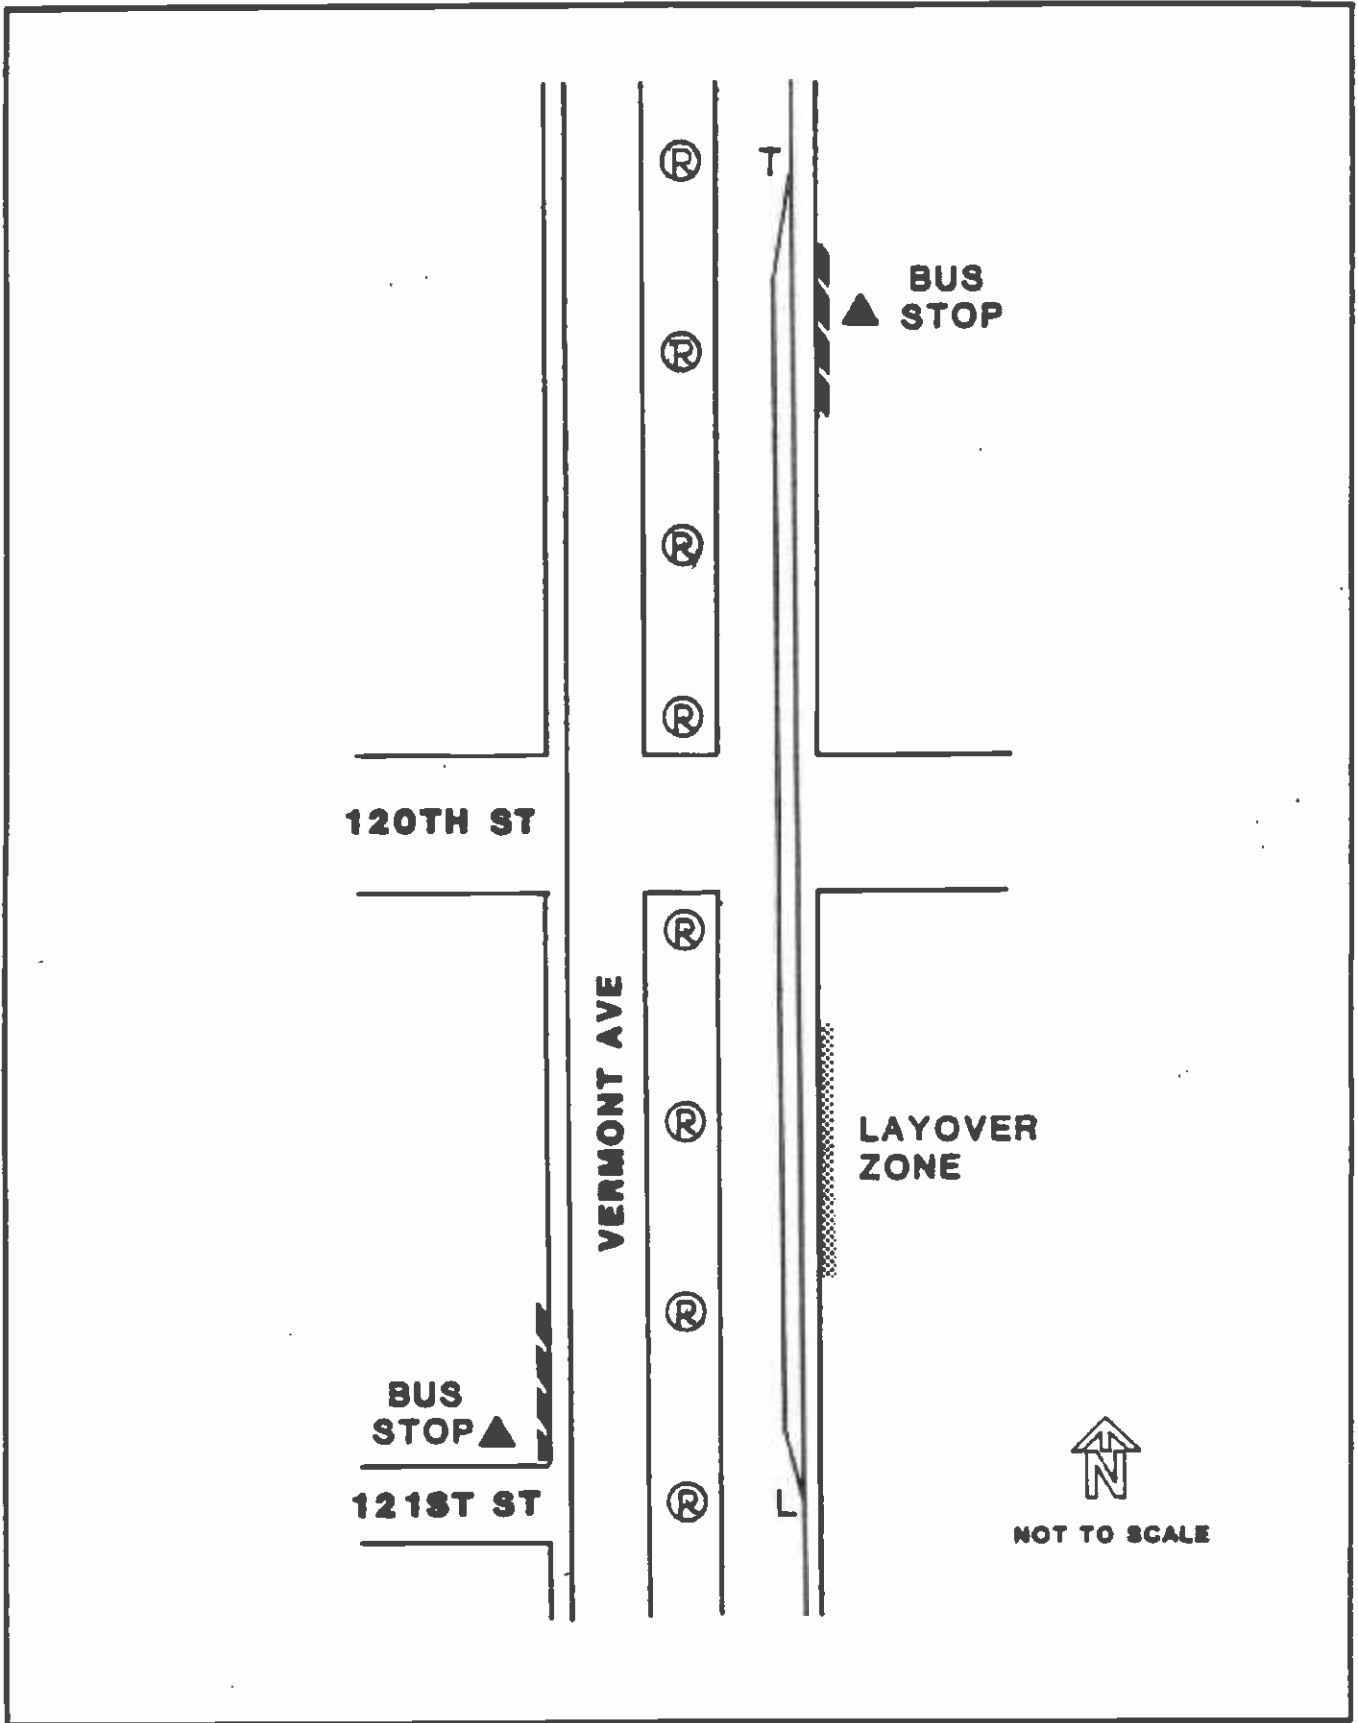 Ⓡ
T
BUS
STOP
Ⓡ
Ⓡ
Ⓡ
120TH ST
Ⓡ
VERMONT AVE
Ⓡ
LAYOVER
ZONE
Ⓡ
BUS
STOP
121ST ST
Ⓡ
L
N
NOT TO SCALE